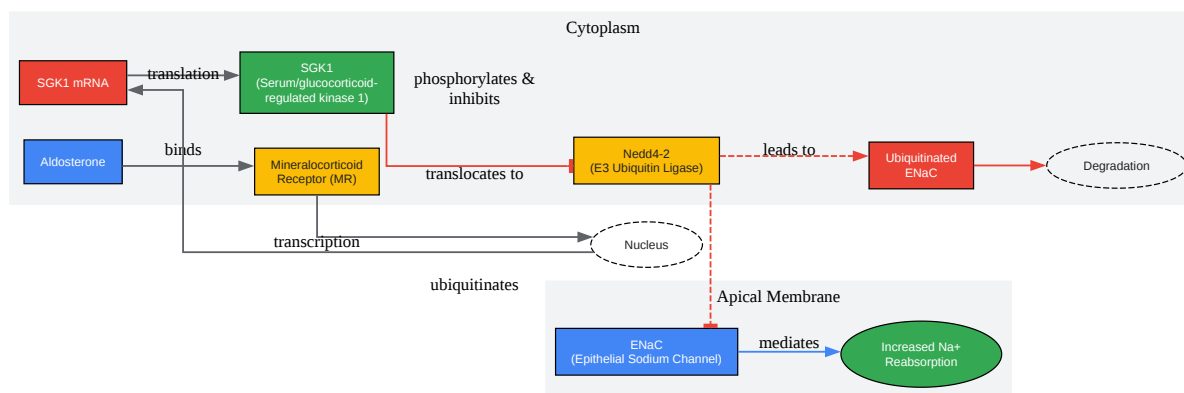 Cytoplasm
SGK1 mRNA
translation
SGK1
(Serum/glucocorticoid-
regulated kinase 1)
phosphorylates &
inhibits
Aldosterone
binds
Mineralocorticoid
Receptor (MR)
translocates to
Nedd4-2
(E3 Ubiquitin Ligase)
leads to
Ubiquitinated
ENaC
Degradation
transcription
Nucleus
ubiquitinates
Apical Membrane
ENaC
(Epithelial Sodium Channel)
mediates
Increased Na+
Reabsorption